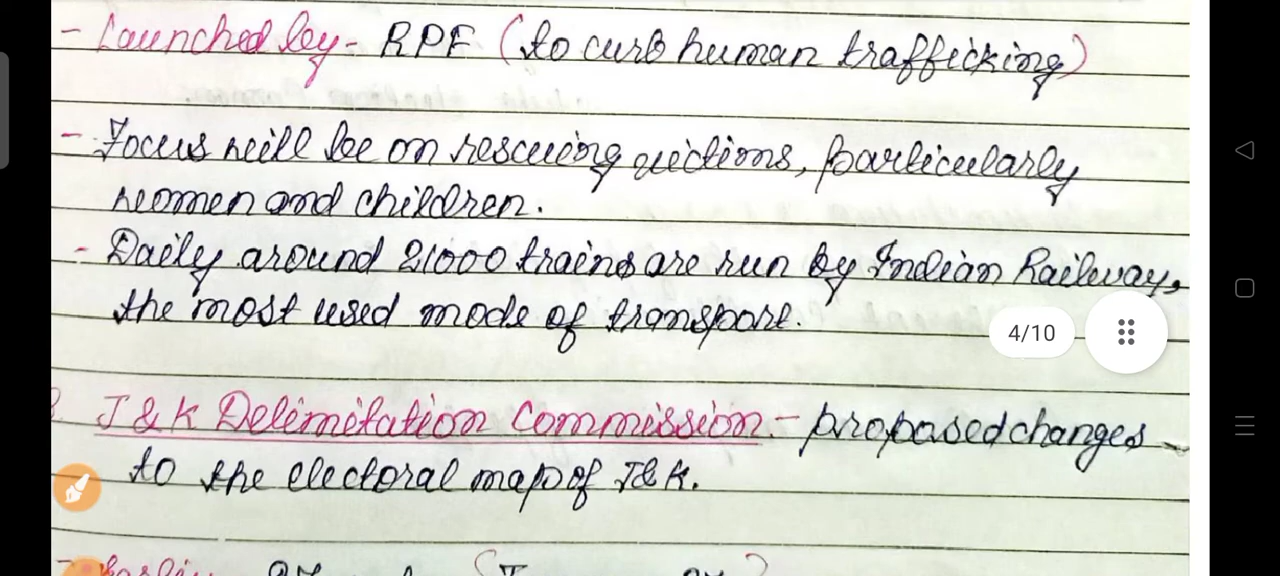 - Launched by - RPF (to curb human trafficking)
- Focus will be on rescuing victims, particularly
women and children.
- Daily around 21000 trains are run by Indian Railway,
the most used mode of transport.
4/10
J & K Delimitation Commission - proposed changes
to the electoral map of J&K.